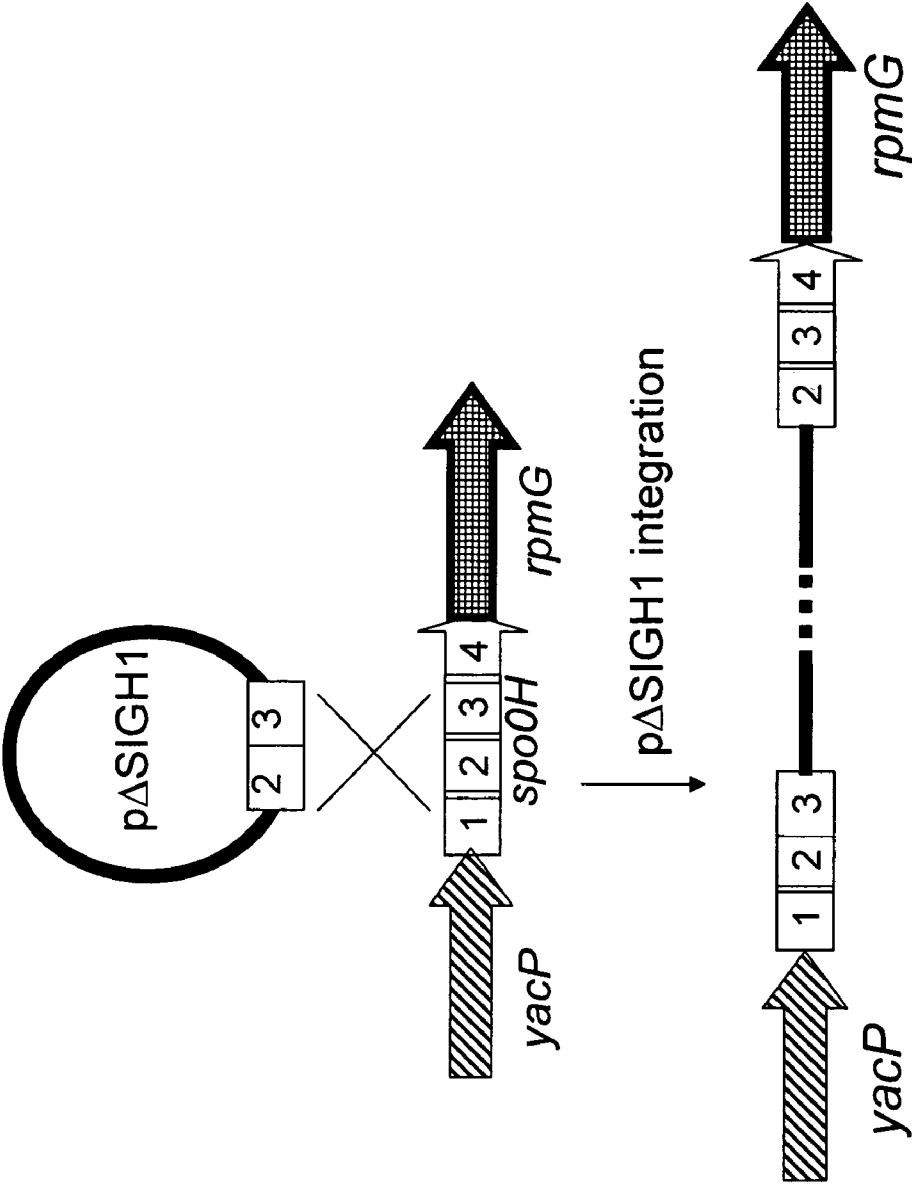 pΔSIGH1
2 3
1 2 3 4
yacP spo0H rpmG
pΔSIGH1 integration
1 2 3 2 3 4
yacP rpmG